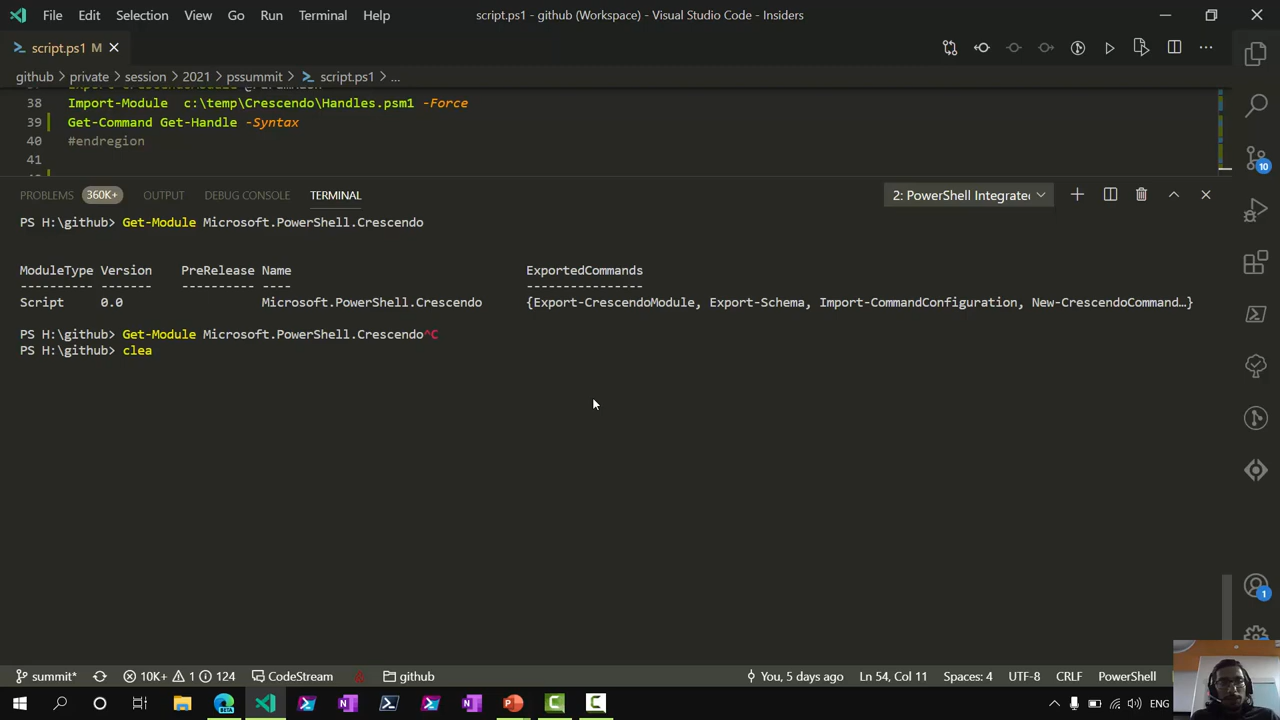 File Edit Selection View Go Run Terminal Help script.ps1 - github (Workspace) - Visual Studio Code - Insiders
script.ps1 M
github > private > session > 2021 > pssummit > script.ps1 > ...
38 Import-Module c:\temp\Crescendo\Handles.psm1 -Force
39 Get-Command Get-Handle -Syntax
40 #endregion
41
PROBLEMS 360K+ OUTPUT DEBUG CONSOLE TERMINAL 2: PowerShell Integrated
PS H:\github> Get-Module Microsoft.PowerShell.Crescendo
ModuleType Version PreRelease Name ExportedCommands
---------- ------- ---------- ---- ----------------
Script 0.0 Microsoft.PowerShell.Crescendo {Export-CrescendoModule, Export-Schema, Import-CommandConfiguration, New-CrescendoCommand…}
PS H:\github> Get-Module Microsoft.PowerShell.Crescendo^C
PS H:\github> clea
10
1
summit* 10K+ 1 124 CodeStream github You, 5 days ago Ln 54, Col 11 Spaces: 4 UTF-8 CRLF PowerShell
ENG